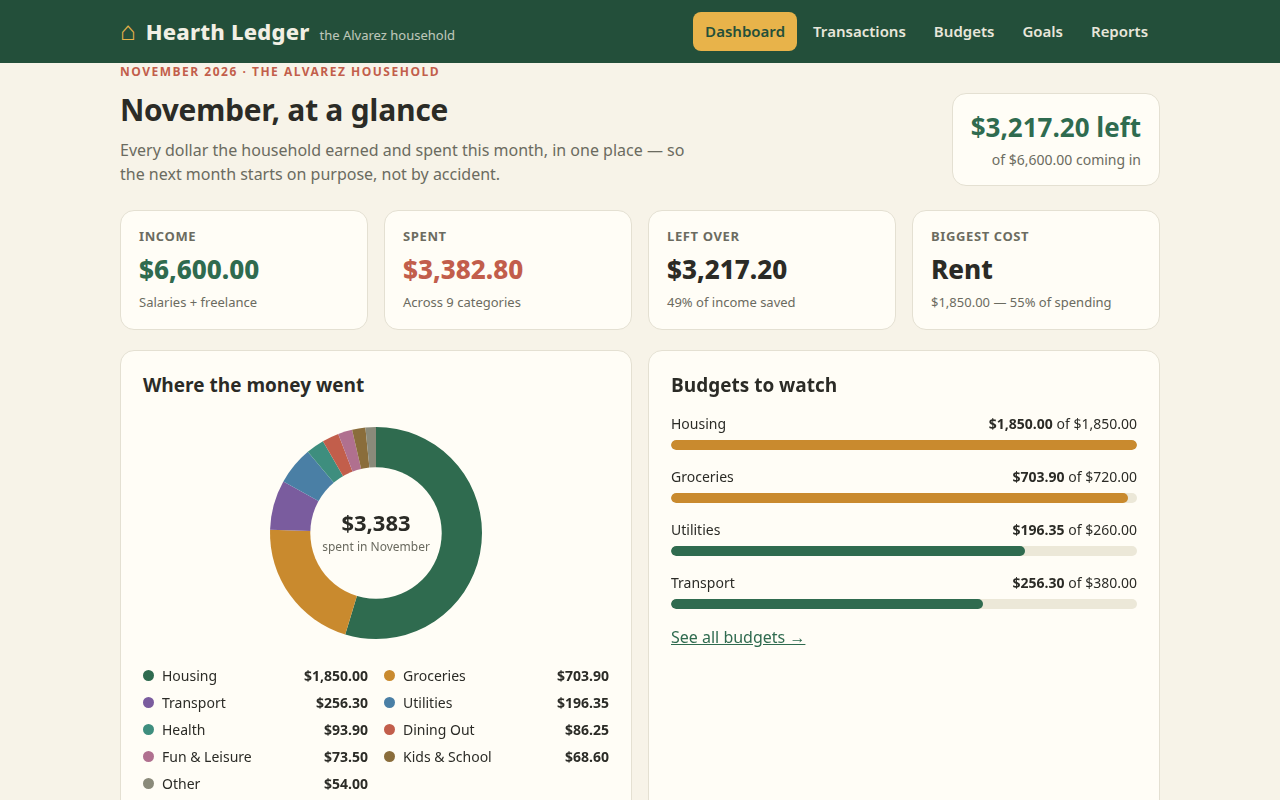 ⌂ Hearth Ledger the Alvarez household
Dashboard Transactions Budgets Goals Reports
NOVEMBER 2026 · THE ALVAREZ HOUSEHOLD
November, at a glance
Every dollar the household earned and spent this month, in one place — so
the next month starts on purpose, not by accident.
$3,217.20 left
of $6,600.00 coming in
INCOME
$6,600.00
Salaries + freelance
SPENT
$3,382.80
Across 9 categories
LEFT OVER
$3,217.20
49% of income saved
BIGGEST COST
Rent
$1,850.00 — 55% of spending
Where the money went
$3,383
spent in November
Housing $1,850.00
Groceries $703.90
Transport $256.30
Utilities $196.35
Health $93.90
Dining Out $86.25
Fun & Leisure $73.50
Kids & School $68.60
Other $54.00
Budgets to watch
Housing $1,850.00 of $1,850.00
Groceries $703.90 of $720.00
Utilities $196.35 of $260.00
Transport $256.30 of $380.00
See all budgets →